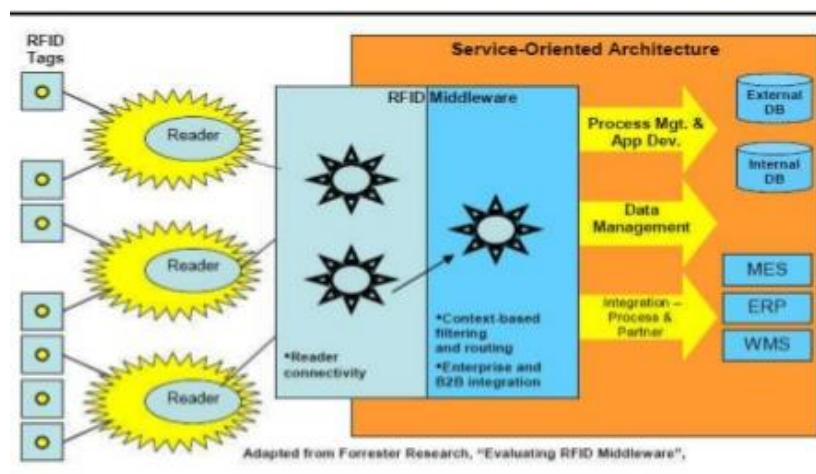 RFID
Tags
Service-Oriented Architecture
RFID Middleware
Reader
Reader
Reader
•Reader
connectivity
•Context-based
filtering
and routing
•Enterprise and
B2B integration
Process Mgt. &
App Dev.
Data
Management
Integration –
Process &
Partner
External
DB
Internal
DB
MES
ERP
WMS
Adapted from Forrester Research, "Evaluating RFID Middleware",